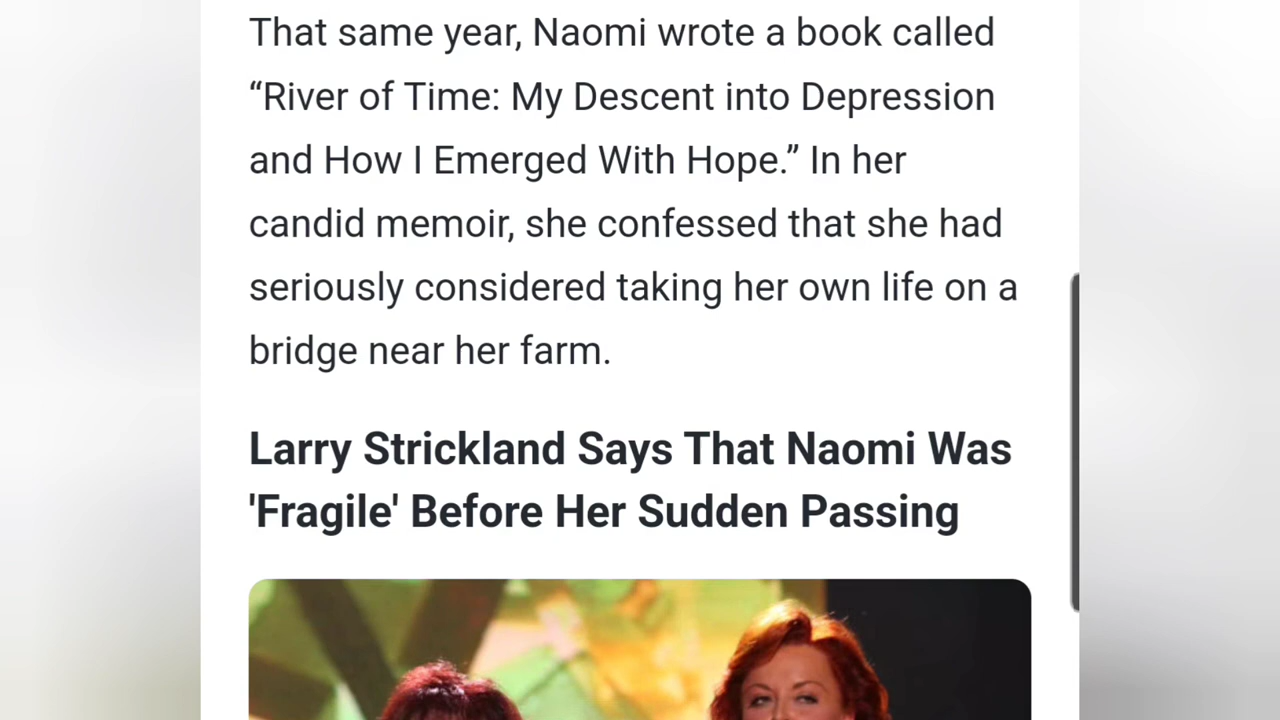 That same year, Naomi wrote a book called
“River of Time: My Descent into Depression
and How I Emerged With Hope.” In her
candid memoir, she confessed that she had
seriously considered taking her own life on a
bridge near her farm.
Larry Strickland Says That Naomi Was
'Fragile' Before Her Sudden Passing